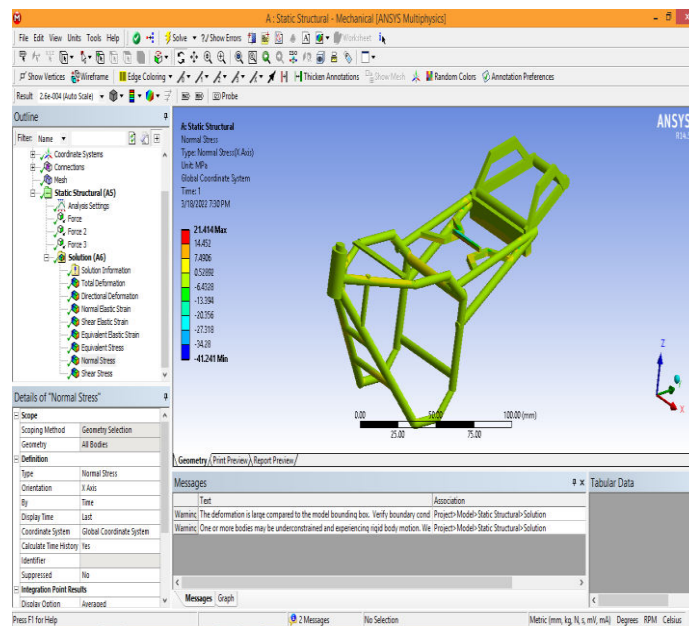 A : Static Structural - Mechanical [ANSYS Multiphysics]
File Edit View Units Tools Help Solve ?/ Show Errors Worksheet
Show Vertices Wireframe Edge Coloring Thicken Annotations Show Mesh Random Colors Annotation Preferences
Result 2.6e-004 (Auto Scale) Probe
Outline
Filter: Name
Coordinate Systems
Connections
Mesh
Static Structural (A5)
Analysis Settings
Force
Force 2
Force 3
Solution (A6)
Solution Information
Total Deformation
Directional Deformation
Normal Elastic Strain
Shear Elastic Strain
Equivalent Elastic Strain
Equivalent Stress
Normal Stress
Shear Stress
Details of "Normal Stress"
Scope
Scoping Method Geometry Selection
Geometry All Bodies
Definition
Type Normal Stress
Orientation X Axis
By Time
Display Time Last
Coordinate System Global Coordinate System
Calculate Time History Yes
Identifier
Suppressed No
Integration Point Results
Display Option Averaged
A: Static Structural
Normal Stress
Type: Normal Stress(X Axis)
Unit: MPa
Global Coordinate System
Time: 1
3/18/2022 7:30 PM
21.414 Max
14.452
7.4906
0.52892
-6.4328
-13.394
-20.356
-27.318
-34.28
-41.241 Min
ANSYS
R14.5
0.00 50.00 100.00 (mm)
25.00 75.00
Z
X
Geometry Print Preview Report Preview
Messages
Text Association
Warning The deformation is large compared to the model bounding box. Verify boundary cond Project>Model>Static Structural>Solution
Warning One or more bodies may be underconstrained and experiencing rigid body motion. We Project>Model>Static Structural>Solution
Messages Graph
Tabular Data
Press F1 for Help 2 Messages No Selection Metric (mm, kg, N, s, mV, mA) Degrees RPM Celsius